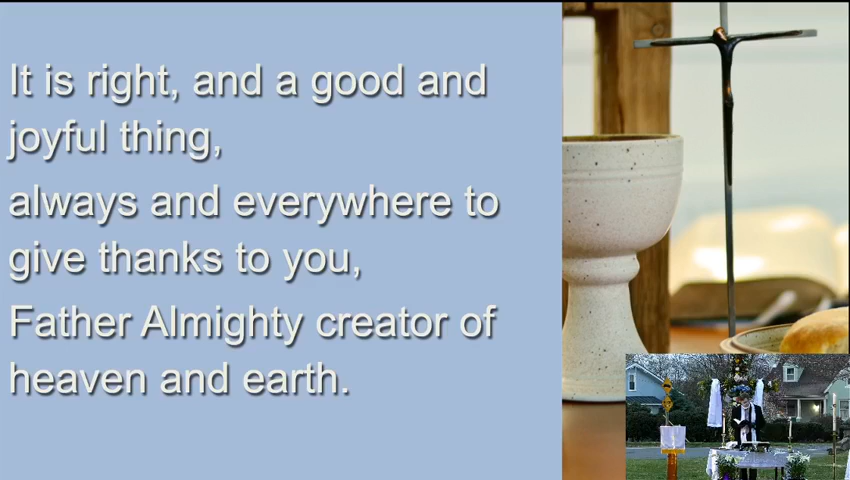 It is right, and a good and
joyful thing,
always and everywhere to
give thanks to you,
Father Almighty creator of
heaven and earth.